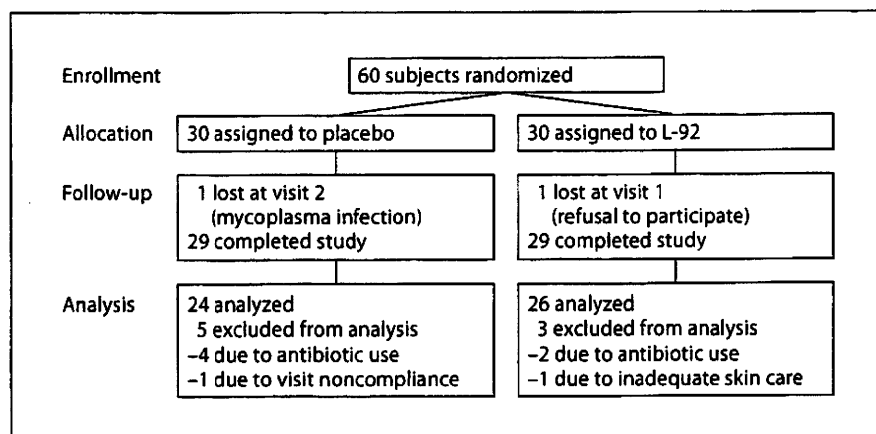 Enrollment
60 subjects randomized
Allocation
30 assigned to placebo
30 assigned to L-92
Follow-up
1 lost at visit 2
(mycoplasma infection)
29 completed study
1 lost at visit 1
(refusal to participate)
29 completed study
Analysis
24 analyzed
5 excluded from analysis
–4 due to antibiotic use
–1 due to visit noncompliance
26 analyzed
3 excluded from analysis
–2 due to antibiotic use
–1 due to inadequate skin care